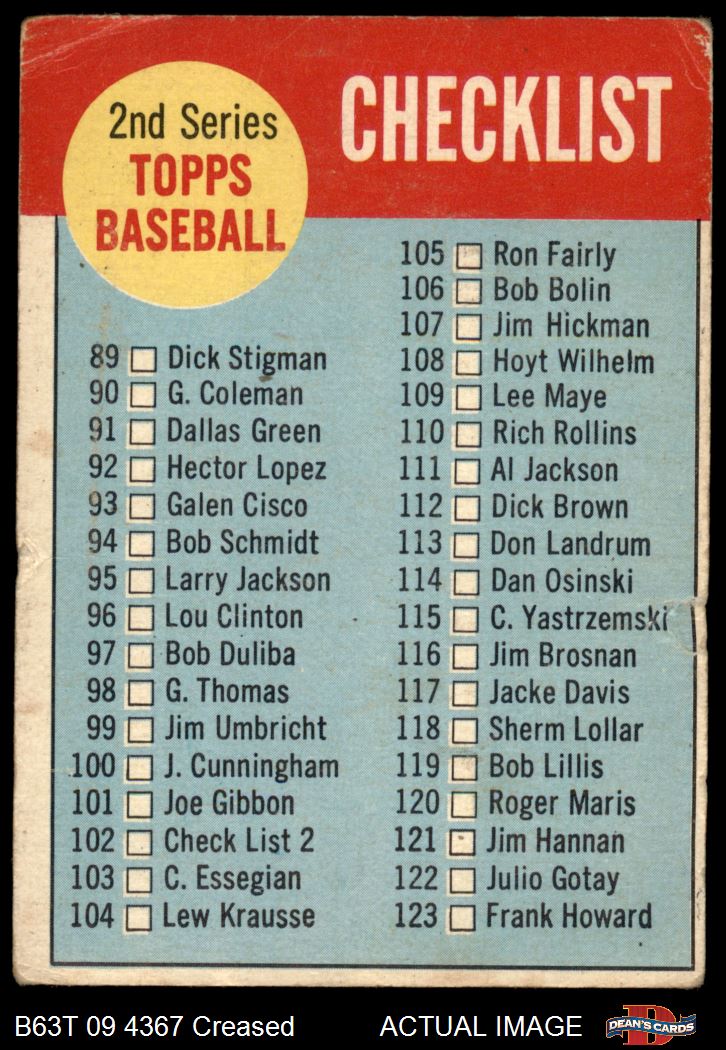 2nd Series
TOPPS
BASEBALL
CHECKLIST
89 Dick Stigman
90 G. Coleman
91 Dallas Green
92 Hector Lopez
93 Galen Cisco
94 Bob Schmidt
95 Larry Jackson
96 Lou Clinton
97 Bob Duliba
98 G. Thomas
99 Jim Umbricht
100 J. Cunningham
101 Joe Gibbon
102 Check List 2
103 C. Essegian
104 Lew Krausse
105 Ron Fairly
106 Bob Bolin
107 Jim Hickman
108 Hoyt Wilhelm
109 Lee Maye
110 Rich Rollins
111 Al Jackson
112 Dick Brown
113 Don Landrum
114 Dan Osinski
115 C. Yastrzemski
116 Jim Brosnan
117 Jacke Davis
118 Sherm Lollar
119 Bob Lillis
120 Roger Maris
121 Jim Hannan
122 Julio Gotay
123 Frank Howard
B63T 09 4367 Creased
ACTUAL IMAGE
D
DEAN'S CARDS